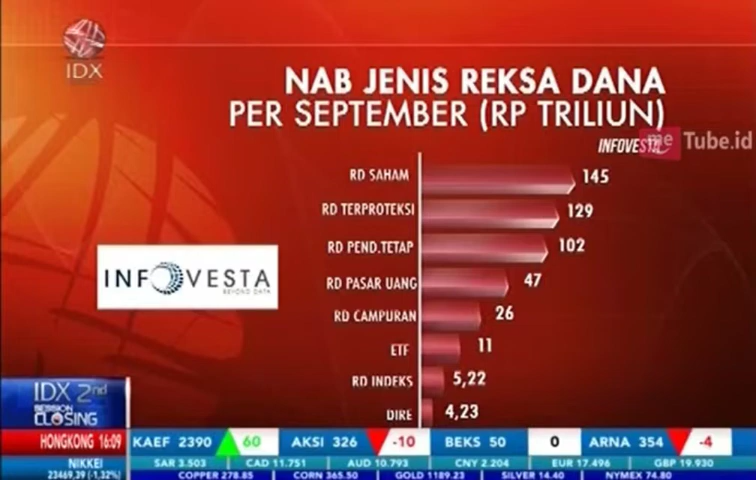 IDX
NAB JENIS REKSA DANA
PER SEPTEMBER (RP TRILIUN)
INFOVESTA
meTube.id
RD SAHAM 145
RD TERPROTEKSI 129
RD PEND.TETAP 102
RD PASAR UANG 47
RD CAMPURAN 26
ETF 11
RD INDEKS 5,22
DIRE 4,23
INFOVESTA
BEYOND DATA
IDX 2nd
SESSION
CLOSING
HONGKONG 16:09 KAEF 2390 60 AKSI 326 -10 BEKS 50 0 ARNA 354 -4
NIKKEI SAR 3.503 CAD 11.751 AUD 10.793 CNY 2.204 EUR 17.496 GBP 19.930
23469,39 (-1,32%) COPPER 278.85 CORN 365.50 GOLD 1189.23 SILVER 14.40 NYMEX 74.80